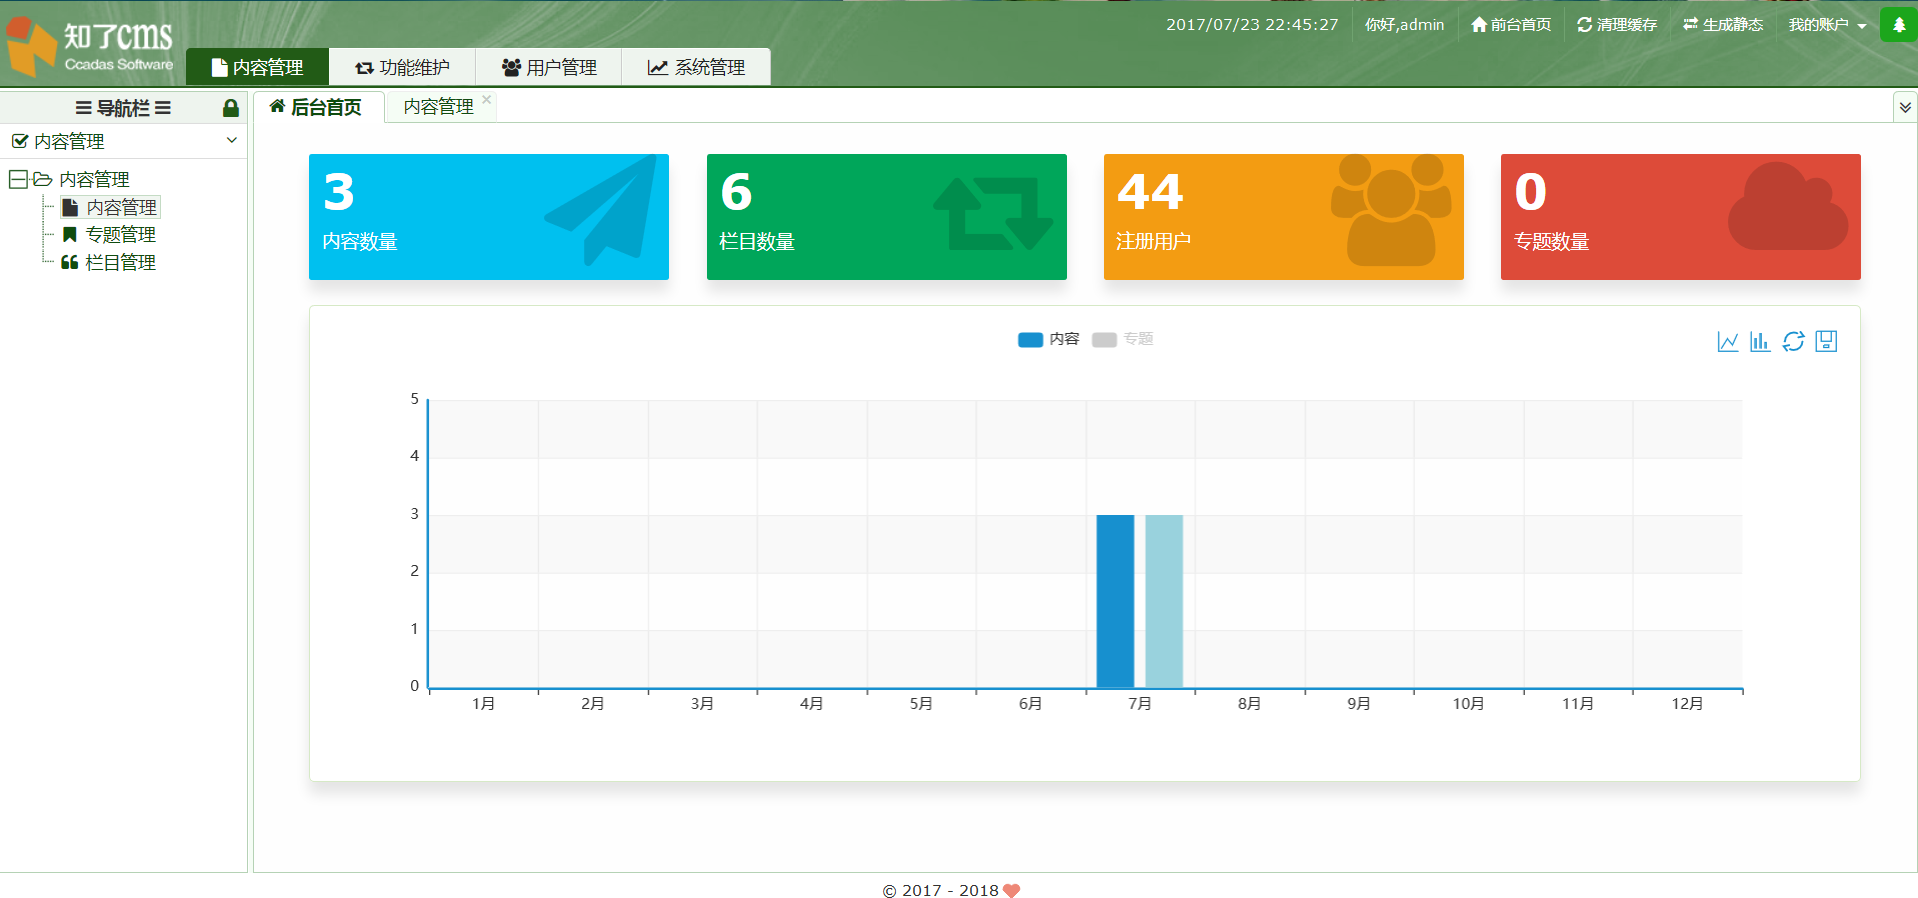 知了cms
Ccadas Software
2017/07/23 22:45:27 你好,admin 前台首页 清理缓存 生成静态 我的账户
内容管理 功能维护 用户管理 系统管理
导航栏
内容管理
内容管理
内容管理
专题管理
栏目管理
后台首页 内容管理
3
内容数量
6
栏目数量
44
注册用户
0
专题数量
内容 专题
5
4
3
2
1
0
1月 2月 3月 4月 5月 6月 7月 8月 9月 10月 11月 12月
© 2017 - 2018